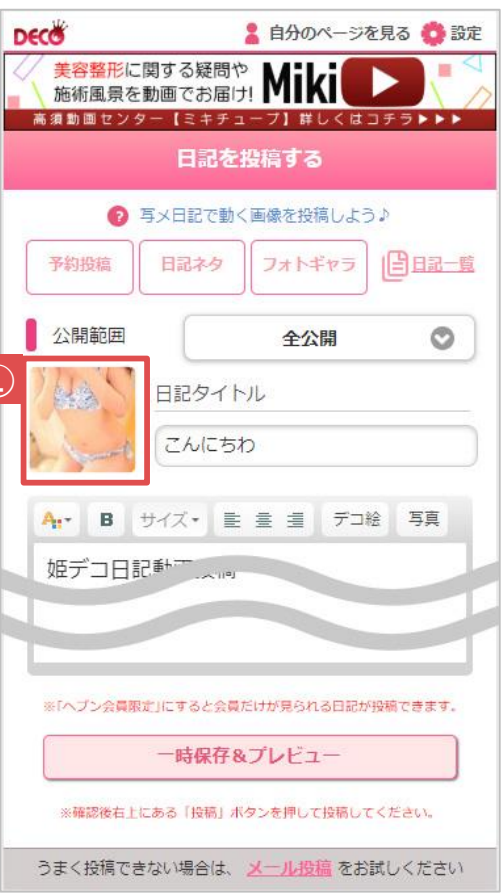 DECO
自分のページを見る 設定
美容整形に関する疑問や
施術風景を動画でお届け!
Miki
高須動画センター【ミキチューブ】詳しくはコチラ▶▶▶
日記を投稿する
? 写メ日記で動く画像を投稿しよう♪
予約投稿 日記ネタ フォトギャラ 日記一覧
公開範囲 全公開
日記タイトル
こんにちわ
A B サイズ デコ絵 写真
姫デコ日記動
※「ヘブン会員限定」にすると会員だけが見られる日記が投稿できます。
一時保存&プレビュー
※確認後右上にある「投稿」ボタンを押して投稿してください。
うまく投稿できない場合は、 メール投稿 をお試しください